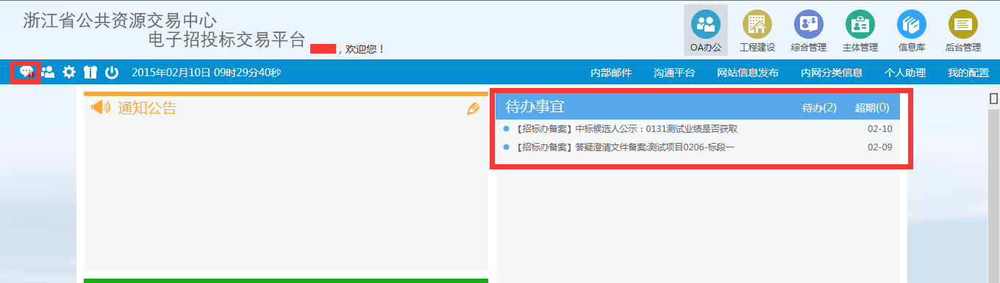 浙江省公共资源交易中心
电子招投标交易平台
，欢迎您！
OA办公 工程建设 综合管理 主体管理 信息库 后台管理
2015年02月10日 09时29分40秒 内部邮件 沟通平台 网站信息发布 内网分类信息 个人助理 我的配置
通知公告
待办事宜 待办(2) 超期(0)
【招标办备案】中标候选人公示：0131测试业绩是否获取 02-10
【招标办备案】答疑澄清文件备案:测试项目0206-标段一 02-09